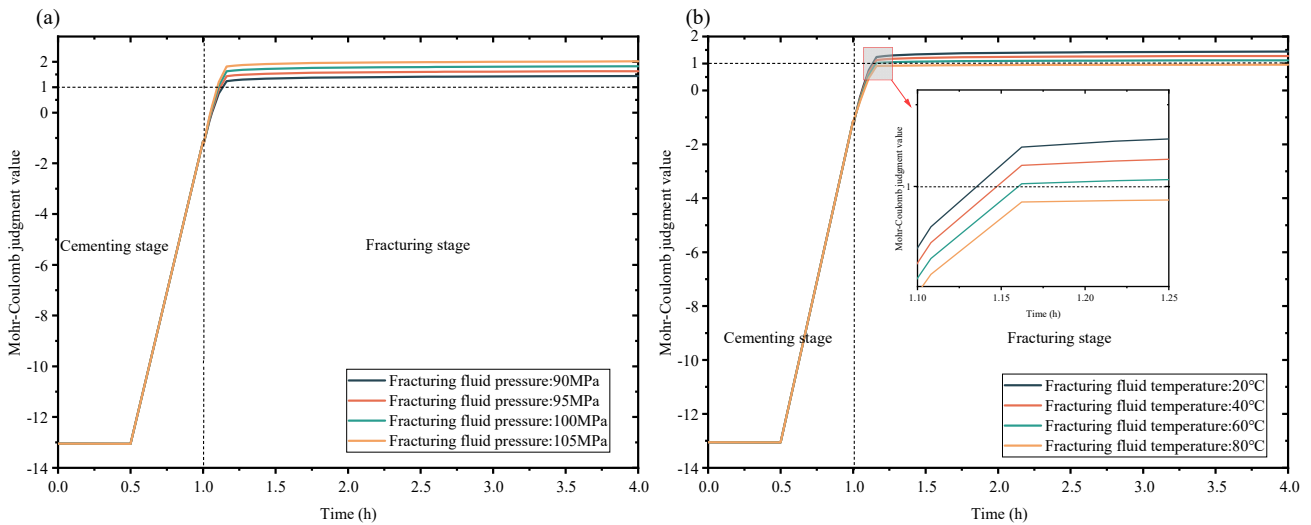 (a)
Mohr-Coulomb judgment value
2
1
0
-2
-4
-6
-8
-10
-12
-14
Cementing stage
Fracturing stage
Fracturing fluid pressure:90MPa
Fracturing fluid pressure:95MPa
Fracturing fluid pressure:100MPa
Fracturing fluid pressure:105MPa
0.0 0.5 1.0 1.5 2.0 2.5 3.0 3.5 4.0
Time (h)
(b)
Mohr-Coulomb judgment value
2
1
0
-2
-4
-6
-8
-10
-12
-14
Mohr-Coulomb judgment value
1
1.10 1.15 1.20 1.25
Time (h)
Cementing stage
Fracturing stage
Fracturing fluid temperature:20℃
Fracturing fluid temperature:40℃
Fracturing fluid temperature:60℃
Fracturing fluid temperature:80℃
0.0 0.5 1.0 1.5 2.0 2.5 3.0 3.5 4.0
Time (h)